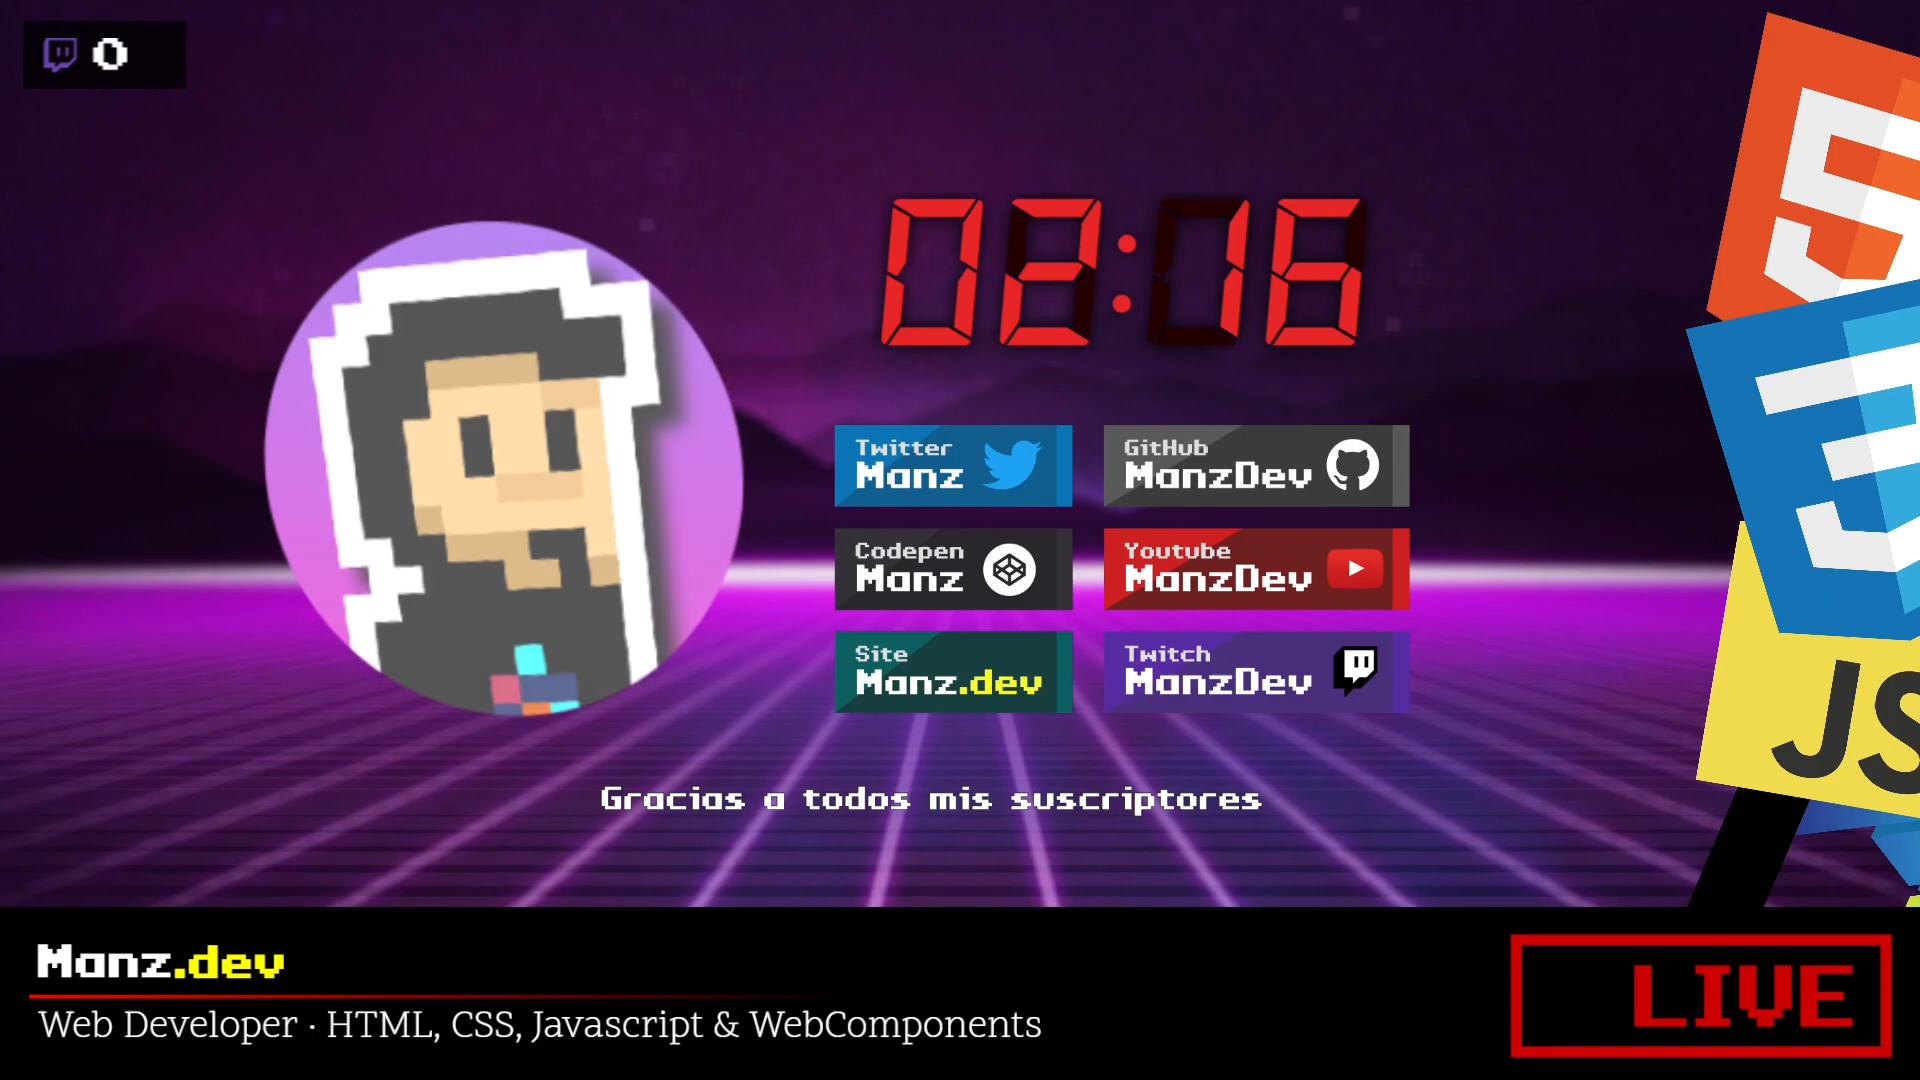 0
02:16
Twitter
Manz
GitHub
ManzDev
Codepen
Manz
Youtube
ManzDev
Site
Manz.dev
Twitch
ManzDev
JS
Gracias a todos mis suscriptores
Manz.dev
Web Developer · HTML, CSS, Javascript & WebComponents
LIVE